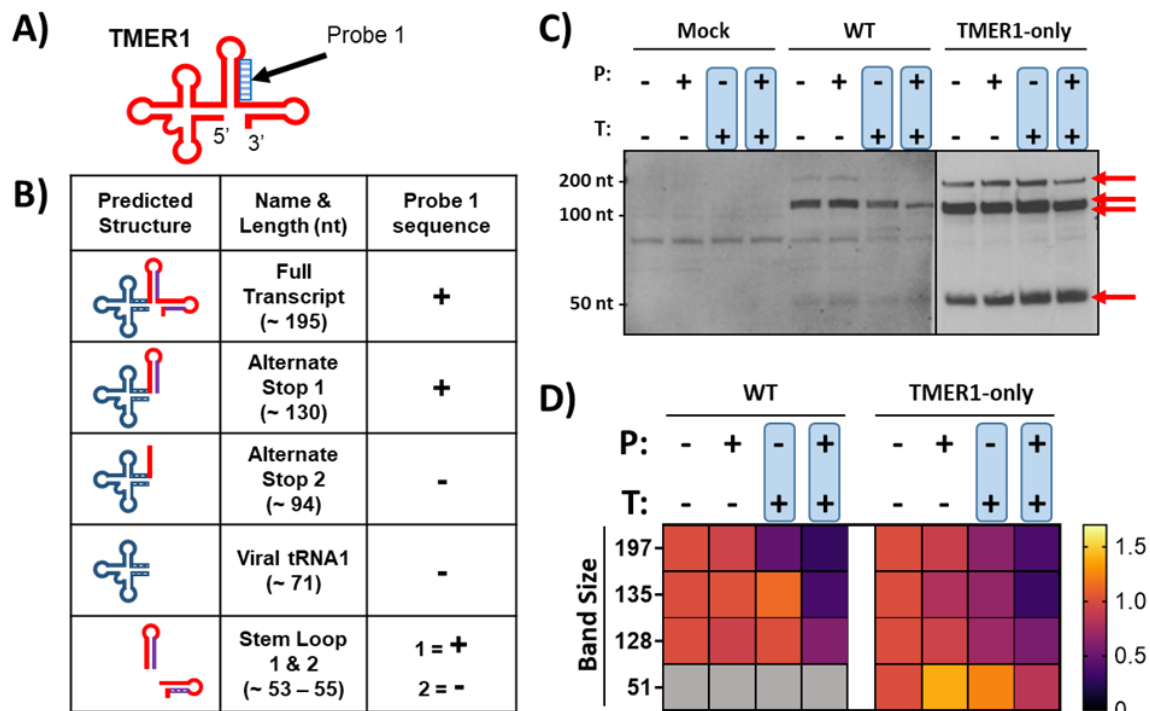 A)
TMER1
Probe 1
5'
3'
B)
Predicted Structure
Name & Length (nt)
Probe 1 sequence
Full Transcript (~ 195)
+
Alternate Stop 1 (~ 130)
+
Alternate Stop 2 (~ 94)
-
Viral tRNA1 (~ 71)
-
Stem Loop 1 & 2 (~ 53 – 55)
1 = +
2 = -
C)
Mock WT TMER1-only
P: - + - + - + - + - + - +
T: - - + + - - + + - - + +
200 nt
100 nt
50 nt
D)
WT TMER1-only
P: - + - + - + - +
T: - - + + - - + +
Band Size
197
135
128
51
1.5
1.0
0.5
0